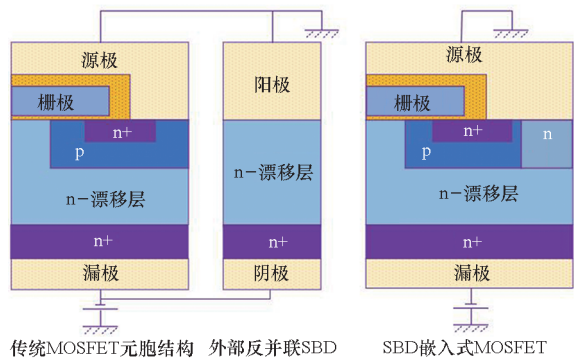 源极
栅极
n+
p
n-漂移层
n+
漏极
传统MOSFET元胞结构
阳极
n-漂移层
n+
阴极
外部反并联SBD
源极
栅极
n+
p
n
n-漂移层
n+
漏极
SBD嵌入式MOSFET